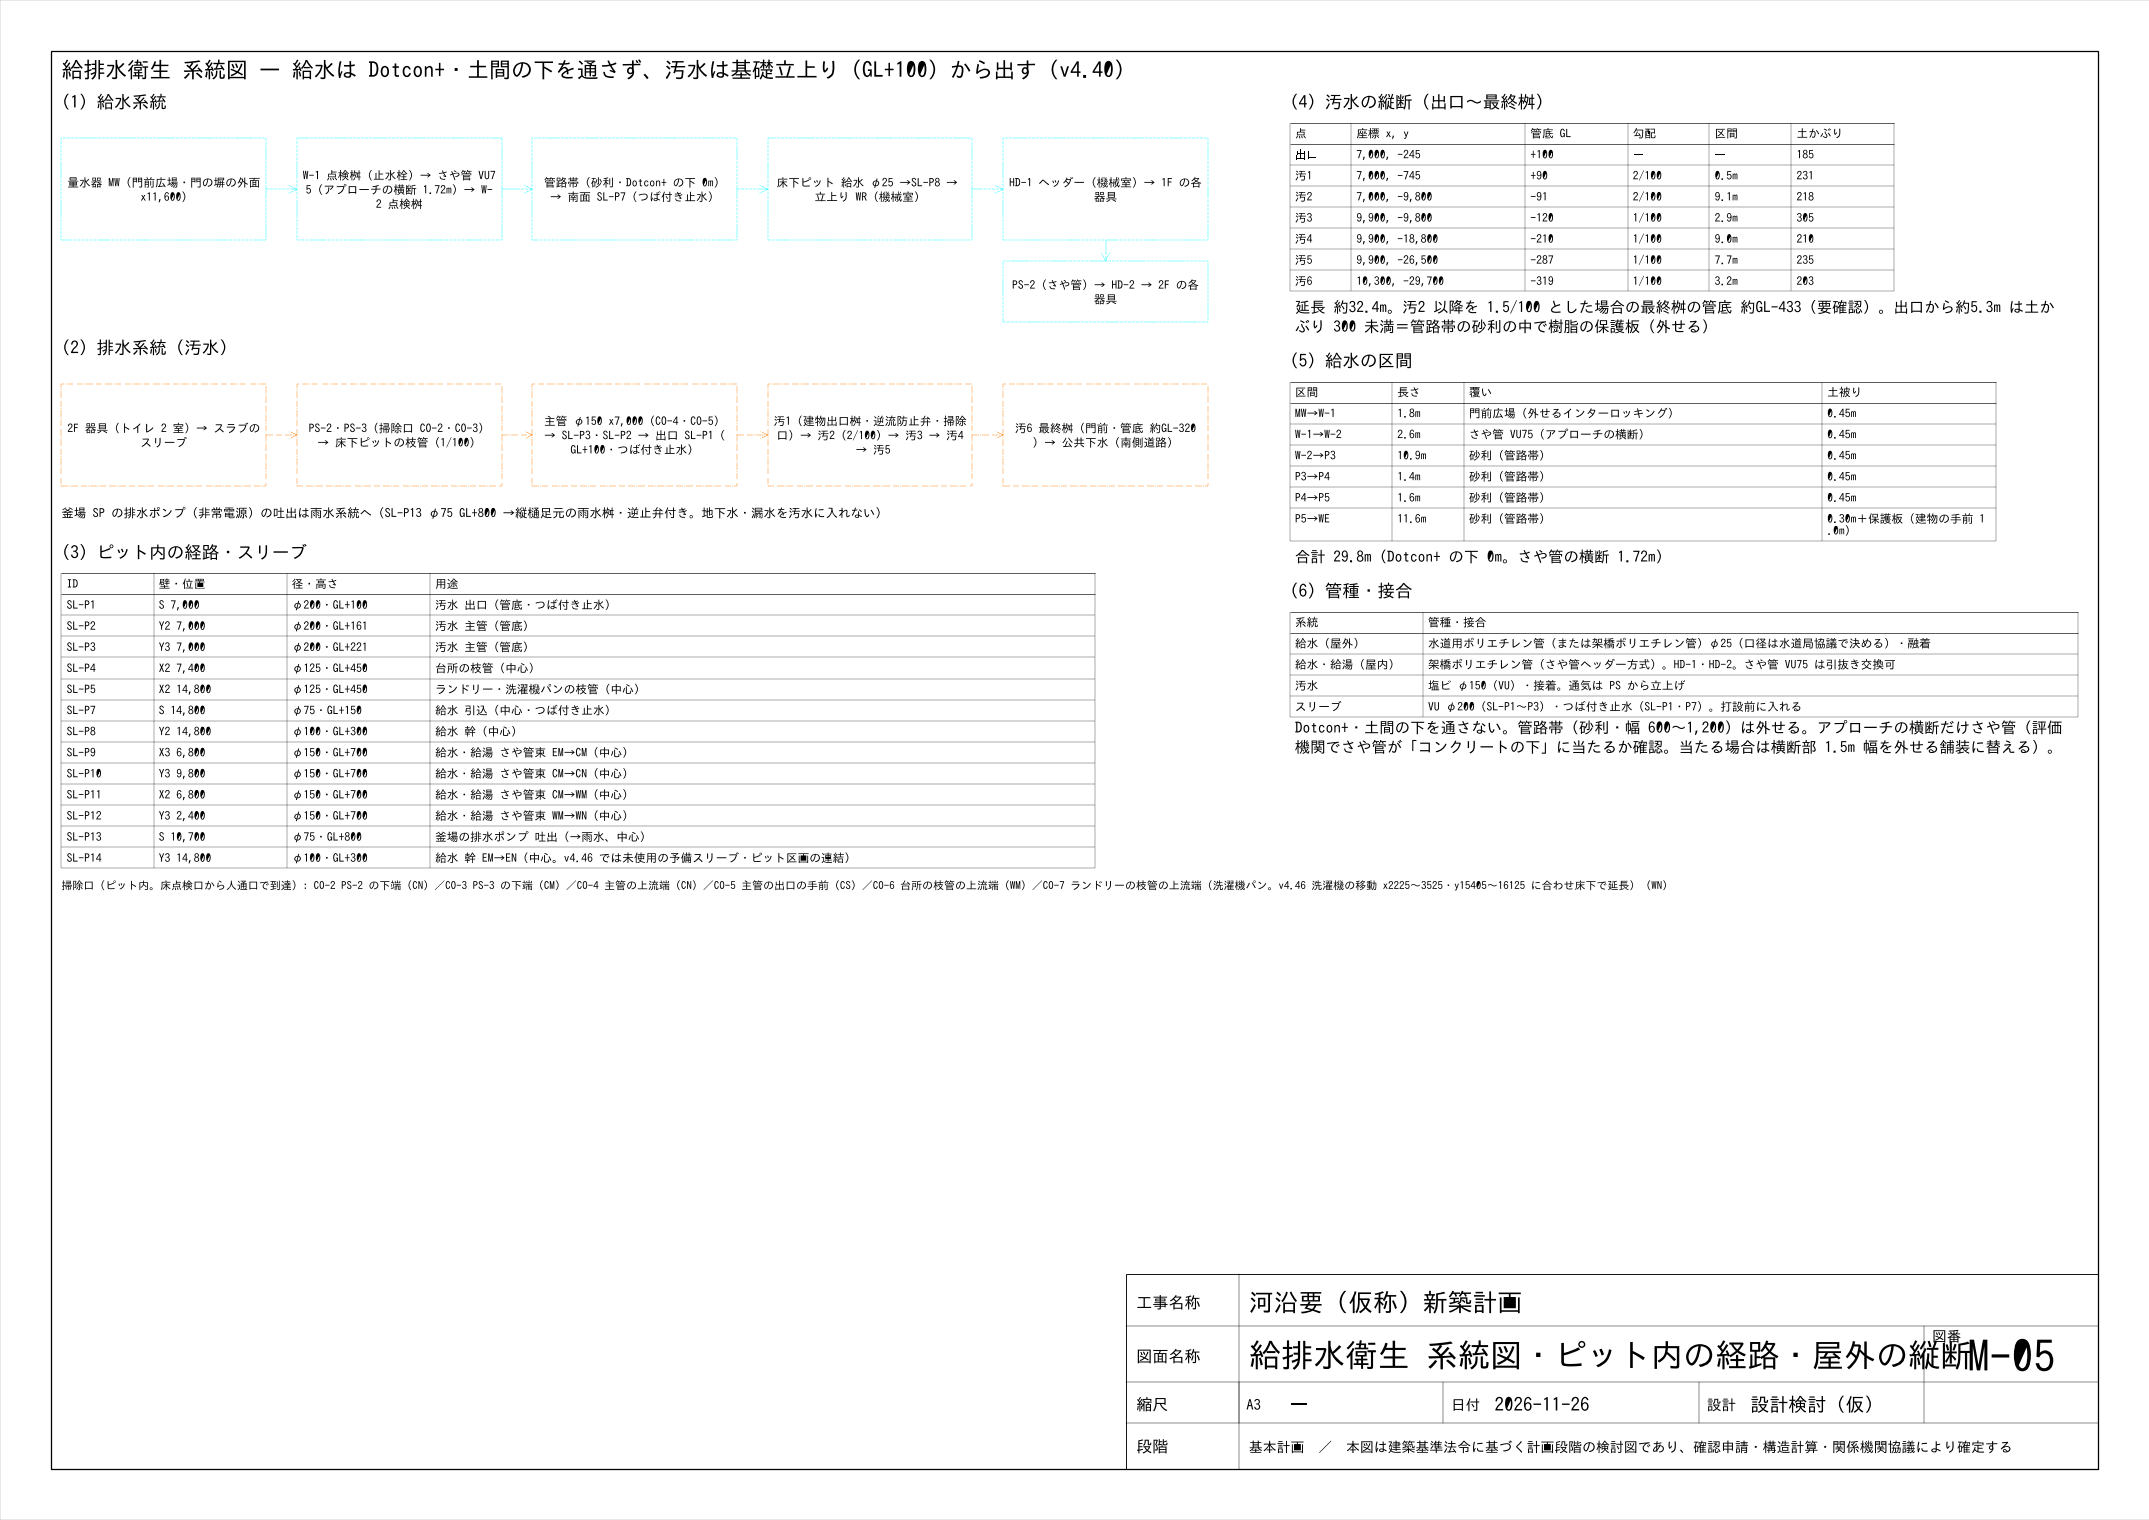 給排水衛生 系統図 — 給水は Dotcon+・土間の下を通さず、汚水は基礎立上り（GL+100）から出す（v4.40）
（1）給水系統
量水器 MW（門前広場・門の塀の外面
x11,600）
W-1 点検桝（止水栓）→ さや管 VU7
5（アプローチの横断 1.72m）→ W-
2 点検桝
管路帯（砂利・Dotcon+ の下 0m）
→ 南面 SL-P7（つば付き止水）
床下ピット 給水 φ25 →SL-P8 →
立上り WR（機械室）
HD-1 ヘッダー（機械室）→ 1F の各
器具
PS-2（さや管）→ HD-2 → 2F の各
器具
（2）排水系統（汚水）
2F 器具（トイレ 2 室）→ スラブの
スリーブ
PS-2・PS-3（掃除口 CO-2・CO-3）
→ 床下ピットの枝管（1/100）
主管 φ150 x7,000（CO-4・CO-5）
→ SL-P3・SL-P2 → 出口 SL-P1（
GL+100・つば付き止水）
汚1（建物出口桝・逆流防止弁・掃除
口）→ 汚2（2/100）→ 汚3 → 汚4
→ 汚5
汚6 最終桝（門前・管底 約GL-320
）→ 公共下水（南側道路）
釜場 SP の排水ポンプ（非常電源）の吐出は雨水系統へ（SL-P13 φ75 GL+800 →縦樋足元の雨水桝・逆止弁付き。地下水・漏水を汚水に入れない）
（3）ピット内の経路・スリーブ
ID 壁・位置 径・高さ 用途
SL-P1 S 7,000 φ200・GL+100 汚水 出口（管底・つば付き止水）
SL-P2 Y2 7,000 φ200・GL+161 汚水 主管（管底）
SL-P3 Y3 7,000 φ200・GL+221 汚水 主管（管底）
SL-P4 X2 7,400 φ125・GL+450 台所の枝管（中心）
SL-P5 X2 14,800 φ125・GL+450 ランドリー・洗濯機パンの枝管（中心）
SL-P7 S 14,800 φ75・GL+150 給水 引込（中心・つば付き止水）
SL-P8 Y2 14,800 φ100・GL+300 給水 幹（中心）
SL-P9 X3 6,800 φ150・GL+700 給水・給湯 さや管束 EM→CM（中心）
SL-P10 Y3 9,800 φ150・GL+700 給水・給湯 さや管束 CM→CN（中心）
SL-P11 X2 6,800 φ150・GL+700 給水・給湯 さや管束 CM→WM（中心）
SL-P12 Y3 2,400 φ150・GL+700 給水・給湯 さや管束 WM→WN（中心）
SL-P13 S 10,700 φ75・GL+800 釜場の排水ポンプ 吐出（→雨水、中心）
SL-P14 Y3 14,800 φ100・GL+300 給水 幹 EM→EN（中心。v4.46 では未使用の予備スリーブ・ピット区画の連結）
掃除口（ピット内。床点検口から人通口で到達）: CO-2 PS-2 の下端（CN）／CO-3 PS-3 の下端（CM）／CO-4 主管の上流端（CN）／CO-5 主管の出口の手前（CS）／CO-6 台所の枝管の上流端（WM）／CO-7 ランドリーの枝管の上流端（洗濯機パン。v4.46 洗濯機の移動 x2225〜3525・y15405〜16125 に合わせ床下で延長）（WN）
（4）汚水の縦断（出口〜最終桝）
点 座標 x, y 管底 GL 勾配 区間 土かぶり
出口 7,000, -245 +100 — — 185
汚1 7,000, -745 +90 2/100 0.5m 231
汚2 7,000, -9,800 -91 2/100 9.1m 218
汚3 9,900, -9,800 -120 1/100 2.9m 305
汚4 9,900, -18,800 -210 1/100 9.0m 210
汚5 9,900, -26,500 -287 1/100 7.7m 235
汚6 10,300, -29,700 -319 1/100 3.2m 203
延長 約32.4m。汚2 以降を 1.5/100 とした場合の最終桝の管底 約GL-433（要確認）。出口から約5.3m は土か
ぶり 300 未満＝管路帯の砂利の中で樹脂の保護板（外せる）
（5）給水の区間
区間 長さ 覆い 土被り
MW→W-1 1.8m 門前広場（外せるインターロッキング） 0.45m
W-1→W-2 2.6m さや管 VU75（アプローチの横断） 0.45m
W-2→P3 10.9m 砂利（管路帯） 0.45m
P3→P4 1.4m 砂利（管路帯） 0.45m
P4→P5 1.6m 砂利（管路帯） 0.45m
P5→WE 11.6m 砂利（管路帯） 0.30m＋保護板（建物の手前 1
.0m）
合計 29.8m（Dotcon+ の下 0m。さや管の横断 1.72m）
（6）管種・接合
系統 管種・接合
給水（屋外） 水道用ポリエチレン管（または架橋ポリエチレン管）φ25（口径は水道局協議で決める）・融着
給水・給湯（屋内） 架橋ポリエチレン管（さや管ヘッダー方式）。HD-1・HD-2。さや管 VU75 は引抜き交換可
汚水 塩ビ φ150（VU）・接着。通気は PS から立上げ
スリーブ VU φ200（SL-P1〜P3）・つば付き止水（SL-P1・P7）。打設前に入れる
Dotcon+・土間の下を通さない。管路帯（砂利・幅 600〜1,200）は外せる。アプローチの横断だけさや管（評価
機関でさや管が「コンクリートの下」に当たるか確認。当たる場合は横断部 1.5m 幅を外せる舗装に替える）。
工事名称 河沿要（仮称）新築計画
図面名称 給排水衛生 系統図・ピット内の経路・屋外の縦断 図番 M-05
縮尺 A3 — 日付 2026-11-26 設計 設計検討（仮）
段階 基本計画 ／ 本図は建築基準法令に基づく計画段階の検討図であり、確認申請・構造計算・関係機関協議により確定する